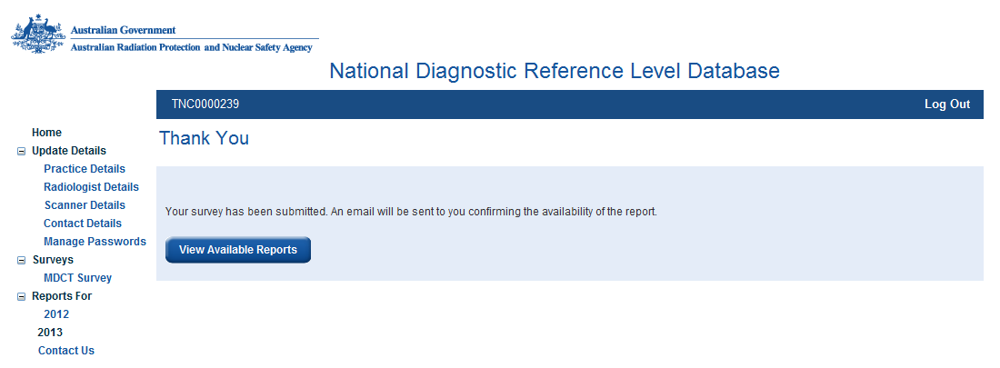 Australian Government
Australian Radiation Protection and Nuclear Safety Agency
National Diagnostic Reference Level Database
TNC0000239 Log Out
Home
Update Details
Practice Details
Radiologist Details
Scanner Details
Contact Details
Manage Passwords
Surveys
MDCT Survey
Reports For
2012
2013
Contact Us
Thank You
Your survey has been submitted. An email will be sent to you confirming the availability of the report.
View Available Reports